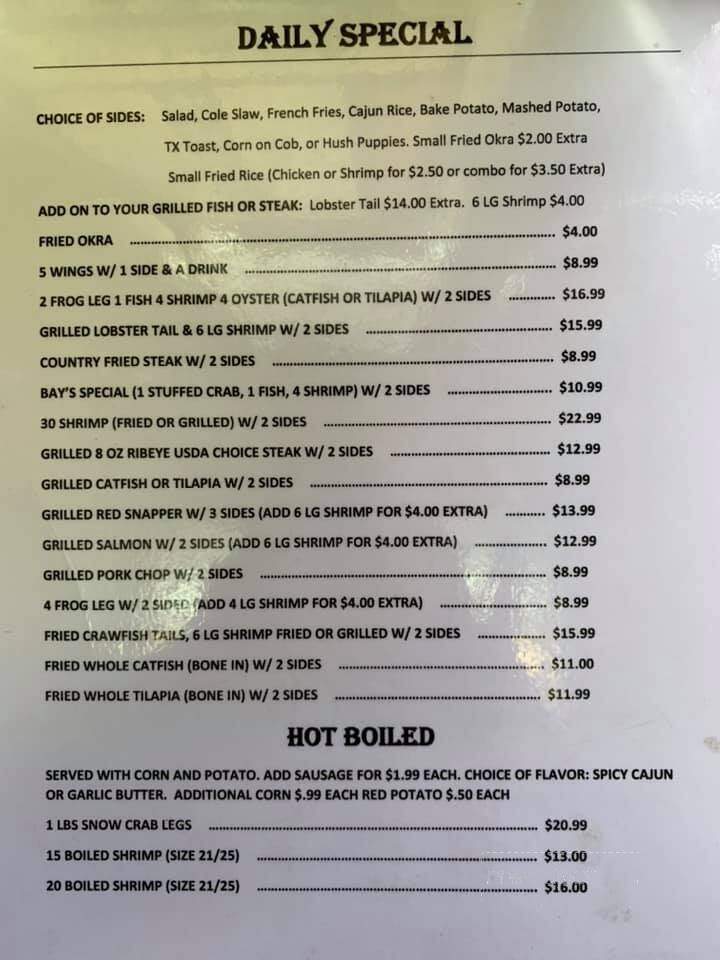 DAILY SPECIAL
CHOICE OF SIDES: Salad, Cole Slaw, French Fries, Cajun Rice, Bake Potato, Mashed Potato,
TX Toast, Corn on Cob, or Hush Puppies. Small Fried Okra $2.00 Extra
Small Fried Rice (Chicken or Shrimp for $2.50 or combo for $3.50 Extra)
ADD ON TO YOUR GRILLED FISH OR STEAK: Lobster Tail $14.00 Extra. 6 LG Shrimp $4.00
FRIED OKRA ........ $4.00
5 WINGS W/ 1 SIDE & A DRINK ........ $8.99
2 FROG LEG 1 FISH 4 SHRIMP 4 OYSTER (CATFISH OR TILAPIA) W/ 2 SIDES ........ $16.99
GRILLED LOBSTER TAIL & 6 LG SHRIMP W/ 2 SIDES ........ $15.99
COUNTRY FRIED STEAK W/ 2 SIDES ........ $8.99
BAY'S SPECIAL (1 STUFFED CRAB, 1 FISH, 4 SHRIMP) W/ 2 SIDES ........ $10.99
30 SHRIMP (FRIED OR GRILLED) W/ 2 SIDES ........ $22.99
GRILLED 8 OZ RIBEYE USDA CHOICE STEAK W/ 2 SIDES ........ $12.99
GRILLED CATFISH OR TILAPIA W/ 2 SIDES ........ $8.99
GRILLED RED SNAPPER W/ 3 SIDES (ADD 6 LG SHRIMP FOR $4.00 EXTRA) ........ $13.99
GRILLED SALMON W/ 2 SIDES (ADD 6 LG SHRIMP FOR $4.00 EXTRA) ........ $12.99
GRILLED PORK CHOP W/ 2 SIDES ........ $8.99
4 FROG LEG W/ 2 SIDED (ADD 4 LG SHRIMP FOR $4.00 EXTRA) ........ $8.99
FRIED CRAWFISH TAILS, 6 LG SHRIMP FRIED OR GRILLED W/ 2 SIDES ........ $15.99
FRIED WHOLE CATFISH (BONE IN) W/ 2 SIDES ........ $11.00
FRIED WHOLE TILAPIA (BONE IN) W/ 2 SIDES ........ $11.99
HOT BOILED
SERVED WITH CORN AND POTATO. ADD SAUSAGE FOR $1.99 EACH. CHOICE OF FLAVOR: SPICY CAJUN
OR GARLIC BUTTER. ADDITIONAL CORN $.99 EACH RED POTATO $.50 EACH
1 LBS SNOW CRAB LEGS ........ $20.99
15 BOILED SHRIMP (SIZE 21/25) ........ $13.00
20 BOILED SHRIMP (SIZE 21/25) ........ $16.00